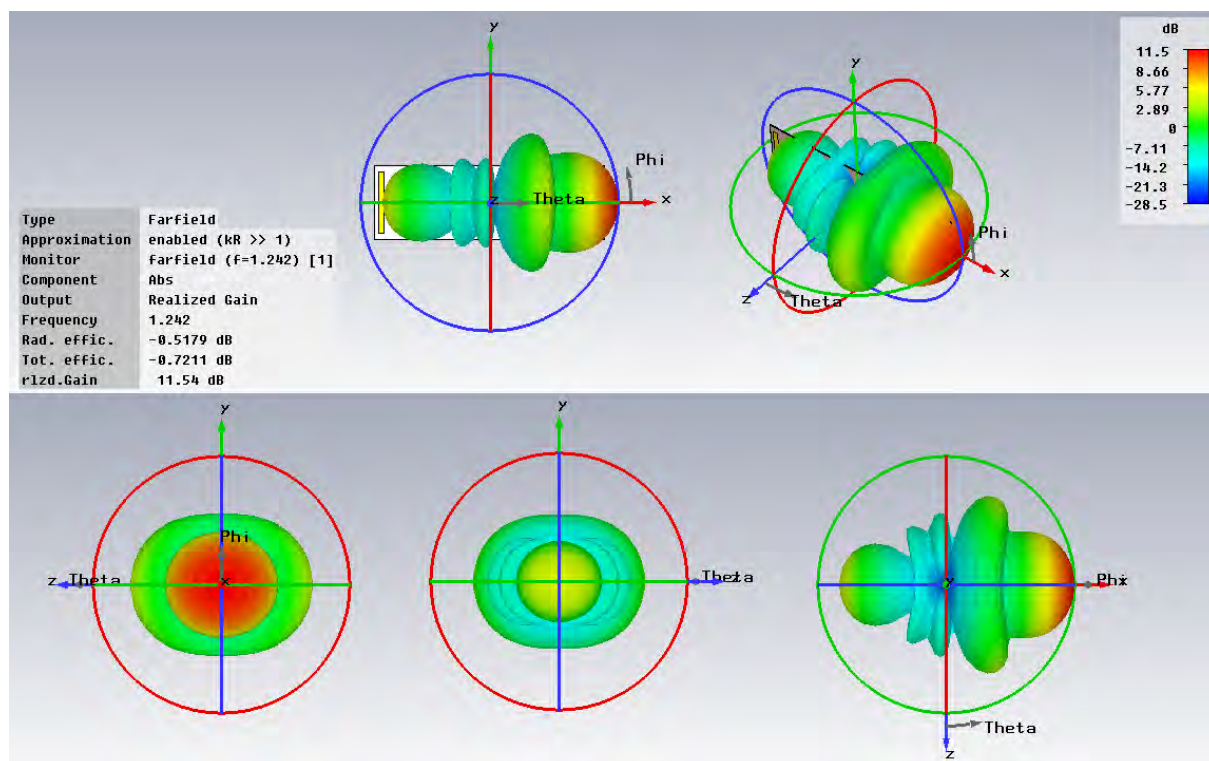 y
Phi
z
Theta
x
y
Phi
x
z
Theta
dB
11.5
8.66
5.77
2.89
0
-7.11
-14.2
-21.3
-28.5
Type Farfield
Approximation enabled (kR >> 1)
Monitor farfield (f=1.242) [1]
Component Abs
Output Realized Gain
Frequency 1.242
Rad. effic. -0.5179 dB
Tot. effic. -0.7211 dB
rlzd.Gain 11.54 dB
y
Phi
z Theta
x
y
Theta
z
y
y
Phi
x
Theta
z